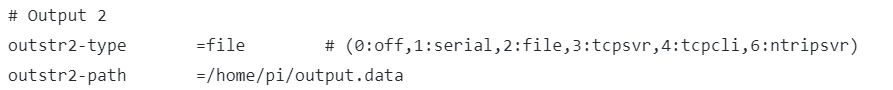 # Output 2
outstr2-type       =file       # (0:off,1:serial,2:file,3:tcpsvr,4:tcpcli,6:ntripsvr)
outstr2-path       =/home/pi/output.data